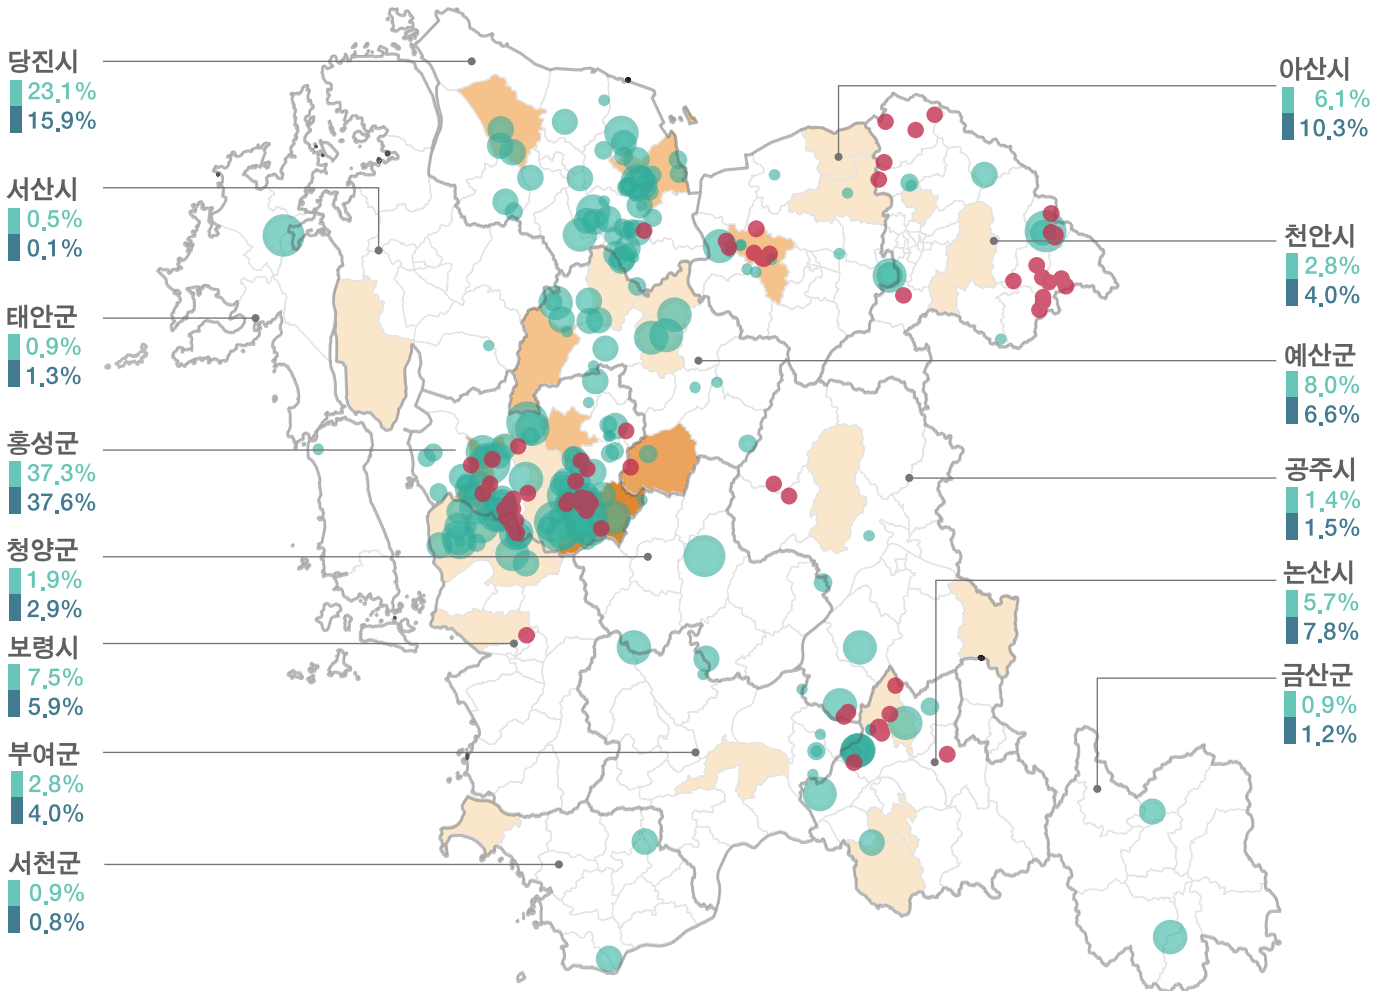 당진시
23.1%
15.9%
서산시
0.5%
0.1%
태안군
0.9%
1.3%
홍성군
37.3%
37.6%
청양군
1.9%
2.9%
보령시
7.5%
5.9%
부여군
2.8%
4.0%
서천군
0.9%
0.8%
아산시
6.1%
10.3%
천안시
2.8%
4.0%
예산군
8.0%
6.6%
공주시
1.4%
1.5%
논산시
5.7%
7.8%
금산군
0.9%
1.2%